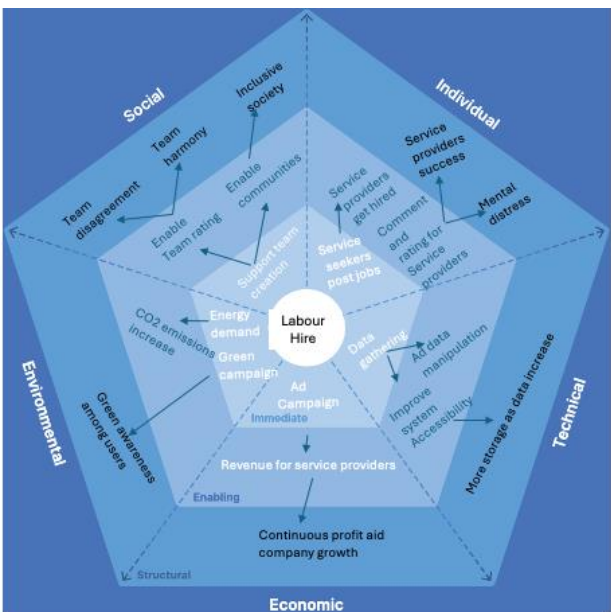 Social
Individual
Inclusive
society
Team
harmony
Team
disagreement
Service
providers
success
Mental
distress
Enable
communities
Enable
Team rating
Service
providers
get hired
Comment
and
rating for
Service
providers
Support team
creation
Service
seekers
post jobs
Labour
Hire
Energy
demand
CO2 emissions
increase
Green
campaign
Green awareness
among users
Data
gathering
Ad data
manipulation
Improve
system
Accessibility
More storage as data increase
Environmental
Technical
Ad
Campaign
Immediate
Revenue for service providers
Enabling
Continuous profit aid
company growth
Structural
Economic